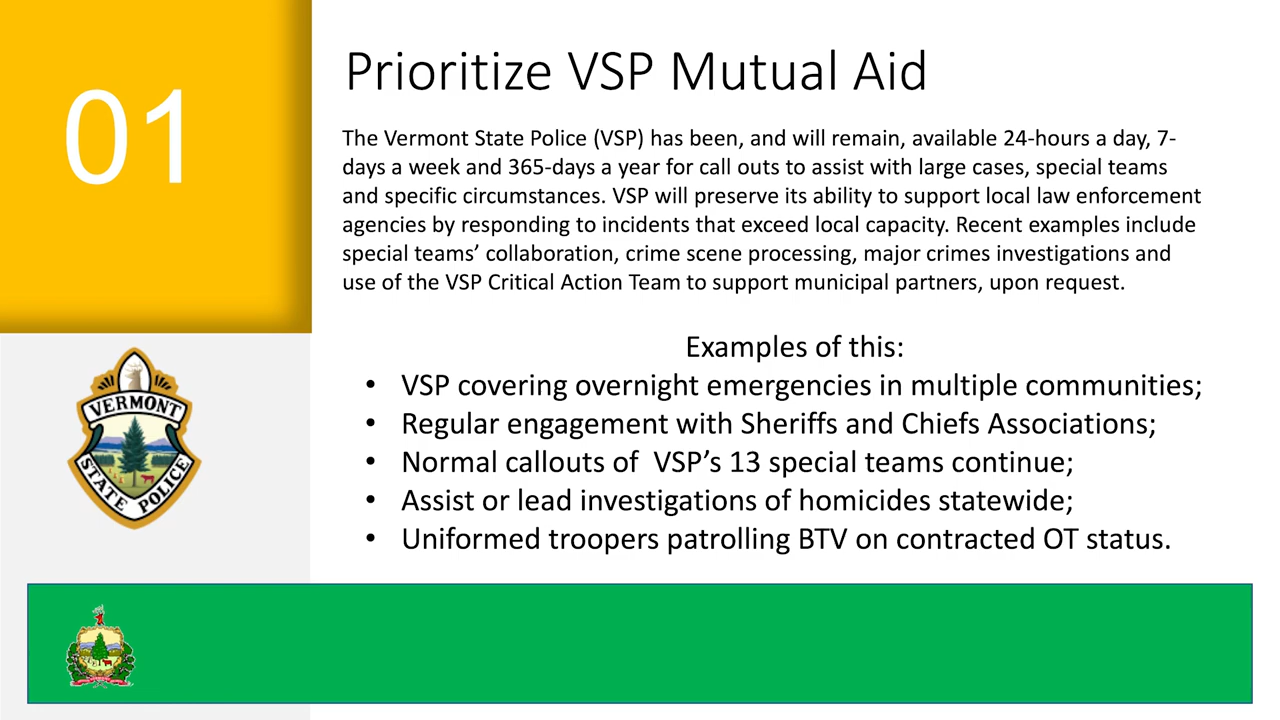 01
Prioritize VSP Mutual Aid
The Vermont State Police (VSP) has been, and will remain, available 24-hours a day, 7-
days a week and 365-days a year for call outs to assist with large cases, special teams
and specific circumstances. VSP will preserve its ability to support local law enforcement
agencies by responding to incidents that exceed local capacity. Recent examples include
special teams’ collaboration, crime scene processing, major crimes investigations and
use of the VSP Critical Action Team to support municipal partners, upon request.
Examples of this:
• VSP covering overnight emergencies in multiple communities;
• Regular engagement with Sheriffs and Chiefs Associations;
• Normal callouts of  VSP’s 13 special teams continue;
• Assist or lead investigations of homicides statewide;
• Uniformed troopers patrolling BTV on contracted OT status.
VERMONT
STATE POLICE